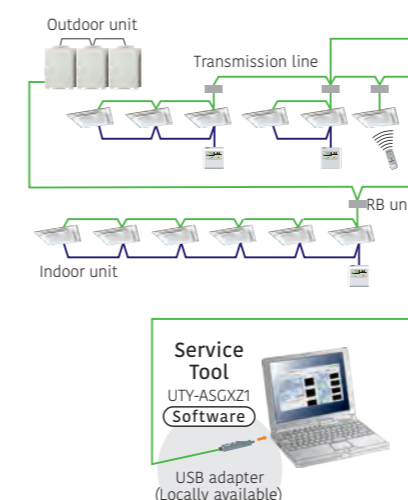 Outdoor unit
Transmission line
RB un
Indoor unit
Service
Tool
UTY-ASGXZ1
Software
USB adapter
(Locally available)